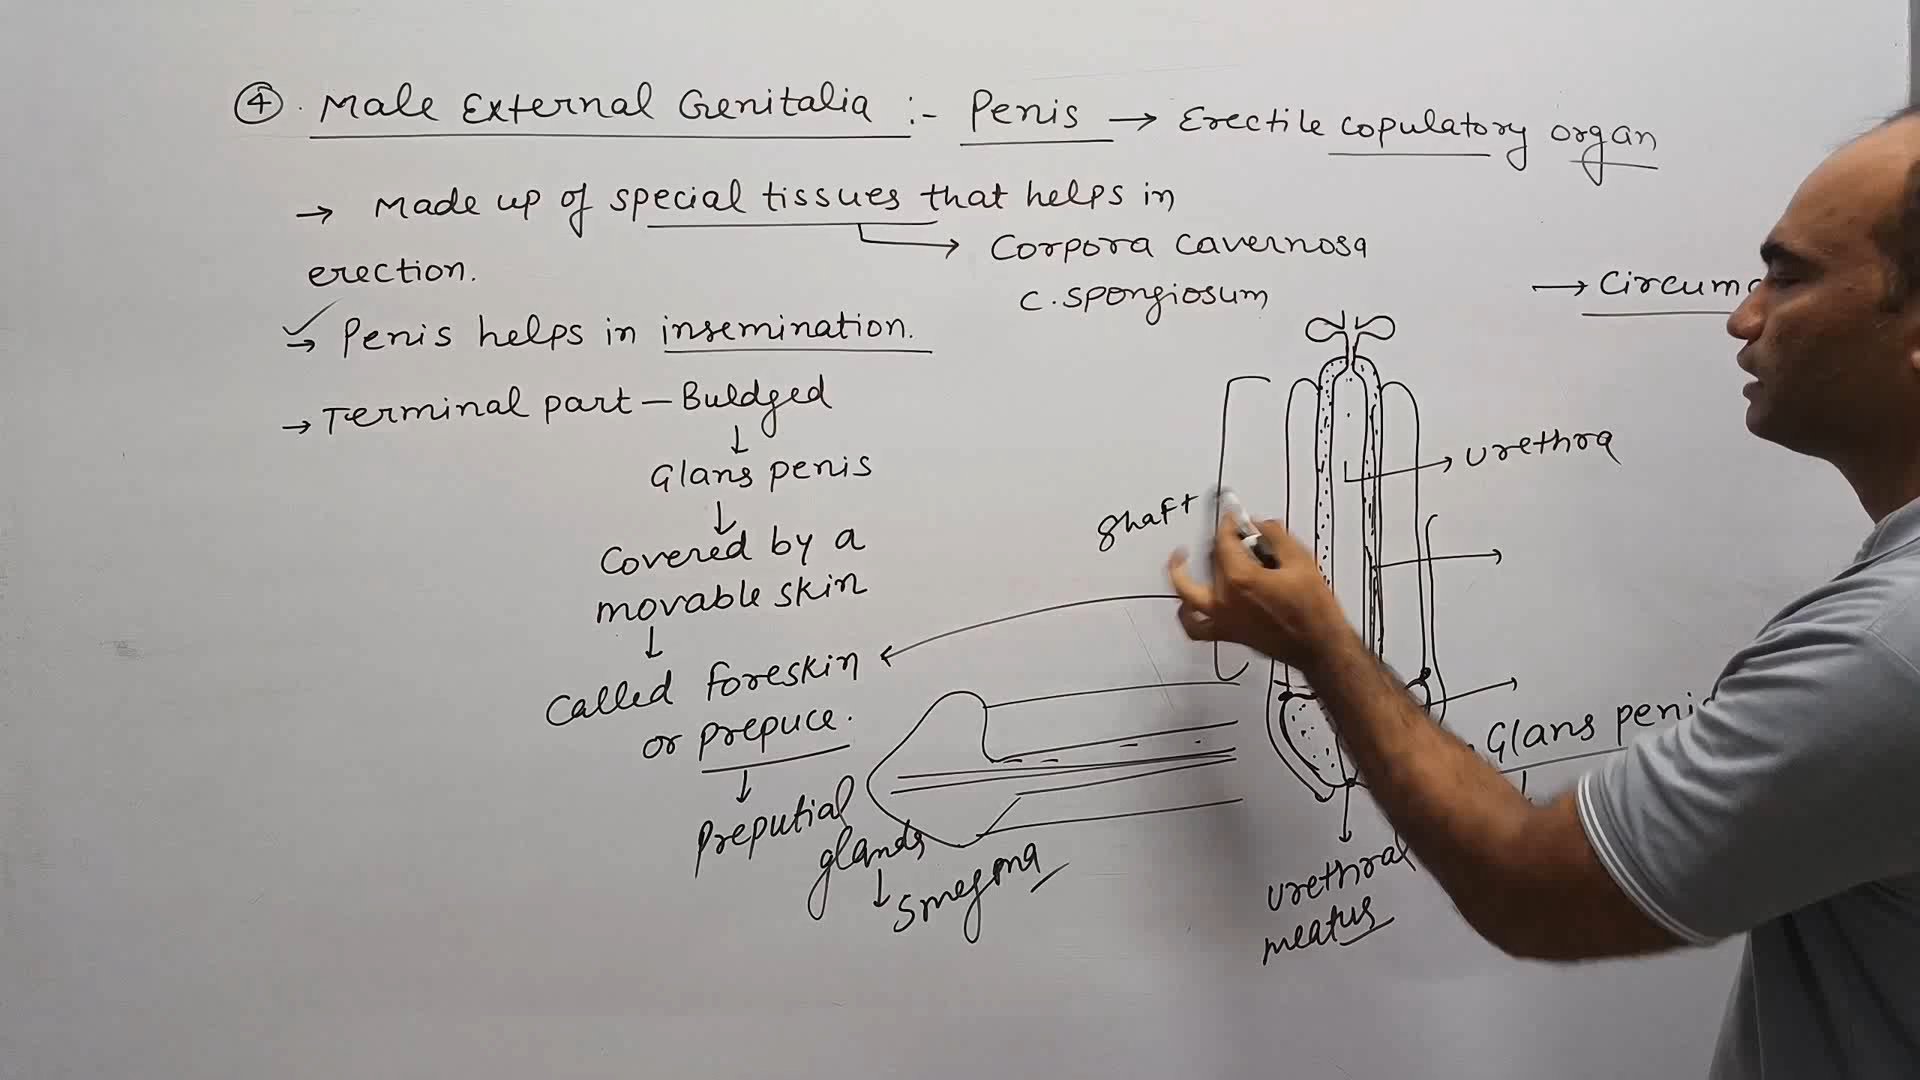 ④. Male External Genitalia :- Penis → Erectile copulatory organ
→ Made up of special tissues that helps in
erection.
→ Corpora cavernosa
C. spongiosum
→ Penis helps in insemination.
→ Terminal part — Buldged
↓
Glans penis
↓
Covered by a
movable skin
↓
Called foreskin
or prepuce.
↓
Preputial
glands
↓
Smegma
→
urethra
shaft
Glans penis
urethral
meatus